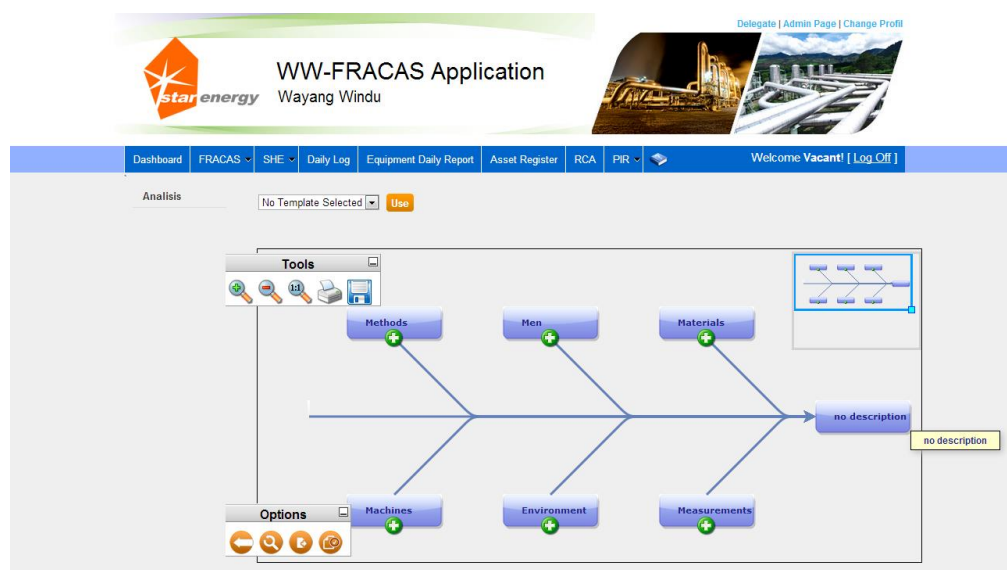 Delegate | Admin Page | Change Profil
WW-FRACAS Application
Wayang Windu
star energy
Dashboard FRACAS SHE Daily Log Equipment Daily Report Asset Register RCA PIR Welcome Vacant! [ Log Off ]
Analisis
No Template Selected Use
Tools
1:1
Methods Men Materials
no description
no description
Machines Environment Measurements
Options